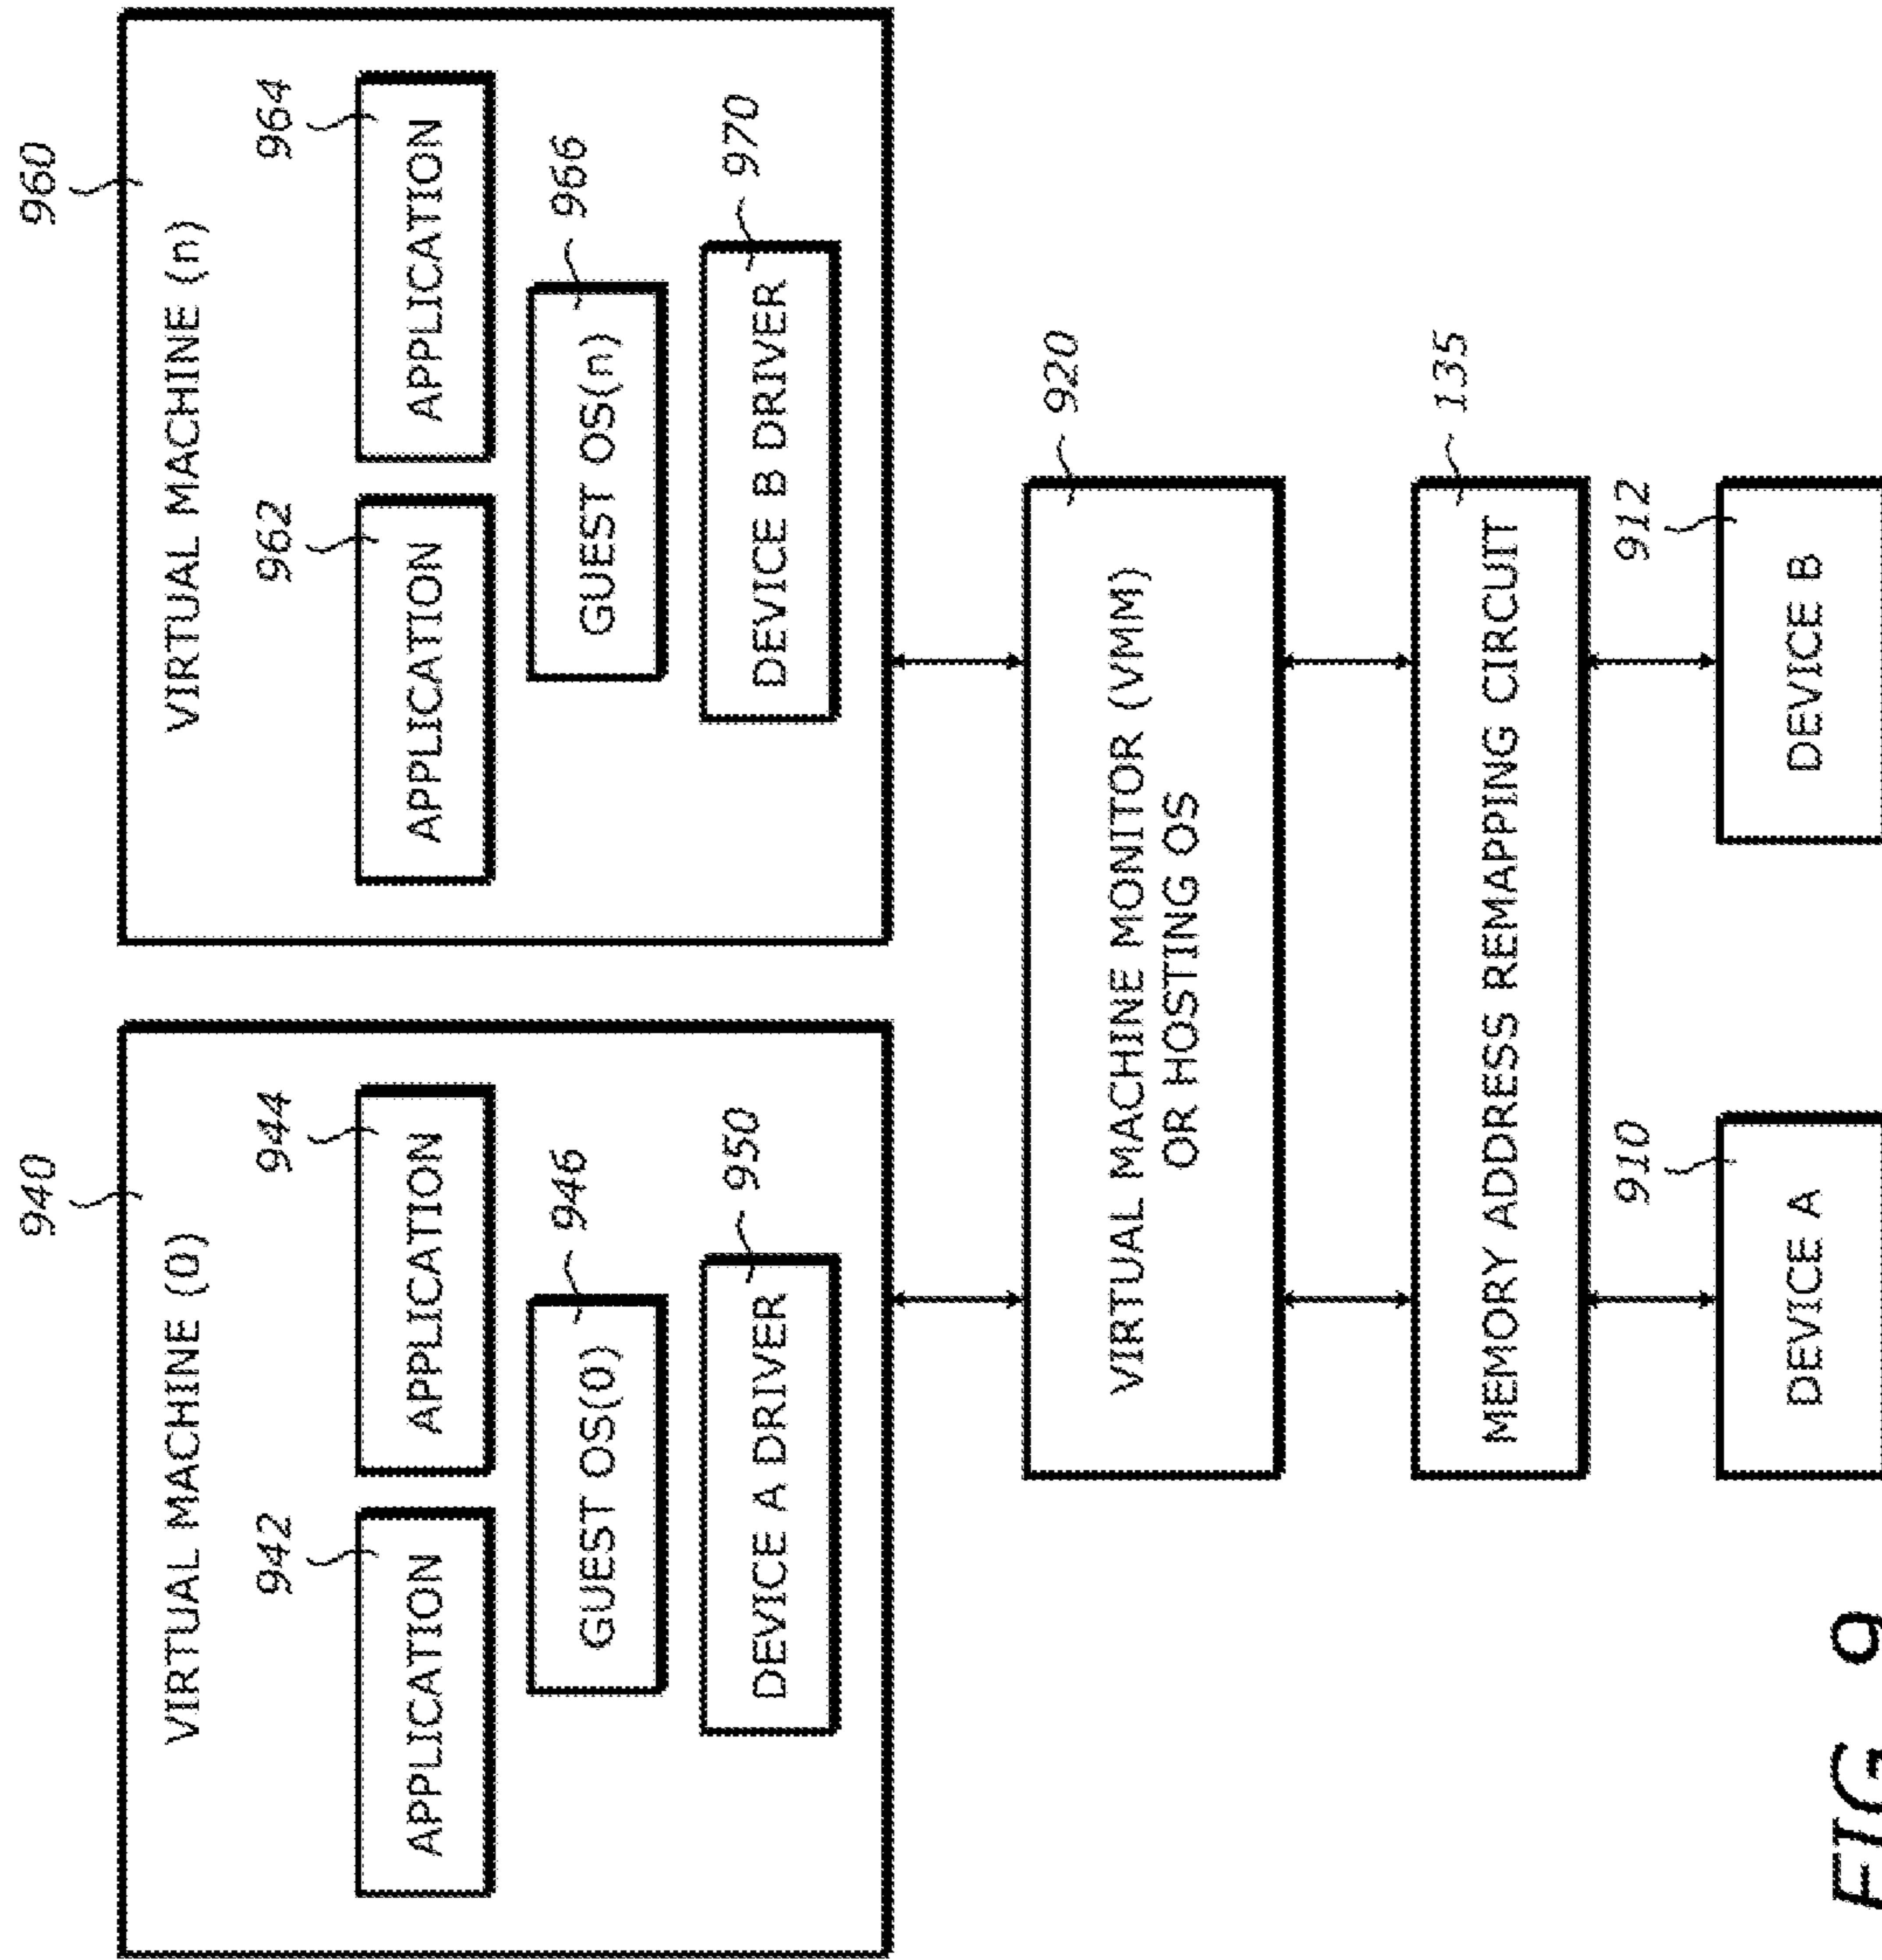 940
VIRTUAL MACHINE (0)
942
944
APPLICATION
APPLICATION
GUEST OS(0)
946
DEVICE A DRIVER
950
960
VIRTUAL MACHINE (n)
962
964
APPLICATION
APPLICATION
GUEST OS(n)
966
DEVICE B DRIVER
970
VIRTUAL MACHINE MONITOR (VMM)
OR HOSTING OS
920
MEMORY ADDRESS REMAPPING CIRCUIT
135
910
DEVICE A
912
DEVICE B
FIG. 9